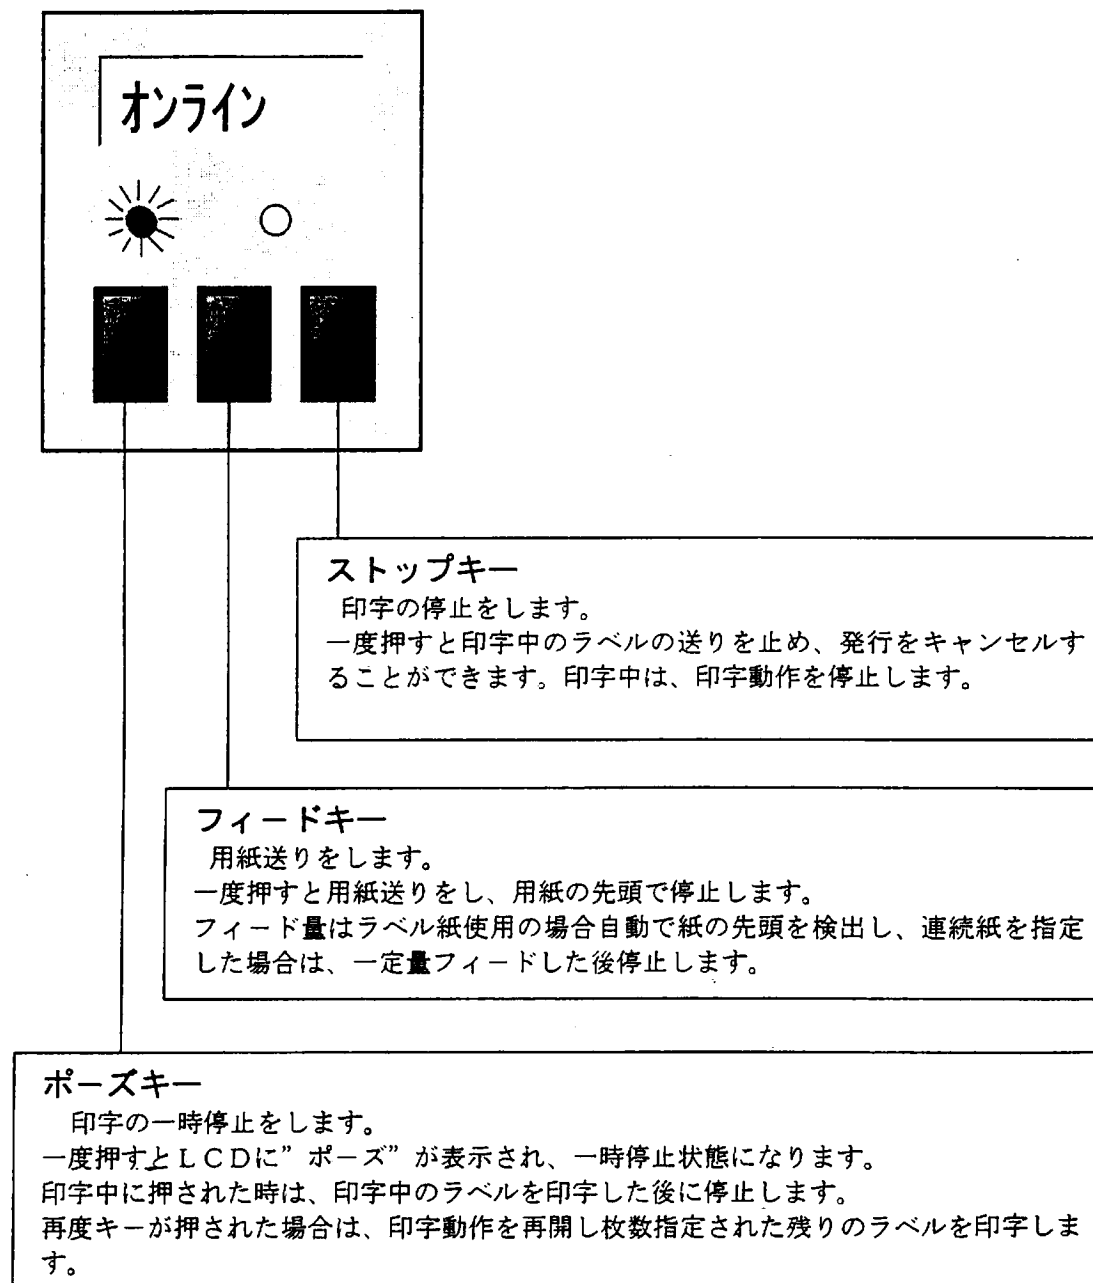 オンライン
ストップキー
印字の停止をします。
一度押すと印字中のラベルの送りを止め、発行をキャンセルす
ることができます。印字中は、印字動作を停止します。
フィードキー
用紙送りをします。
一度押すと用紙送りをし、用紙の先頭で停止します。
フィード量はラベル紙使用の場合自動で紙の先頭を検出し、連続紙を指定
した場合は、一定量フィードした後停止します。
ポーズキー
印字の一時停止をします。
一度押すとＬＣＤに”ポーズ”が表示され、一時停止状態になります。
印字中に押された時は、印字中のラベルを印字した後に停止します。
再度キーが押された場合は、印字動作を再開し枚数指定された残りのラベルを印字しま
す。